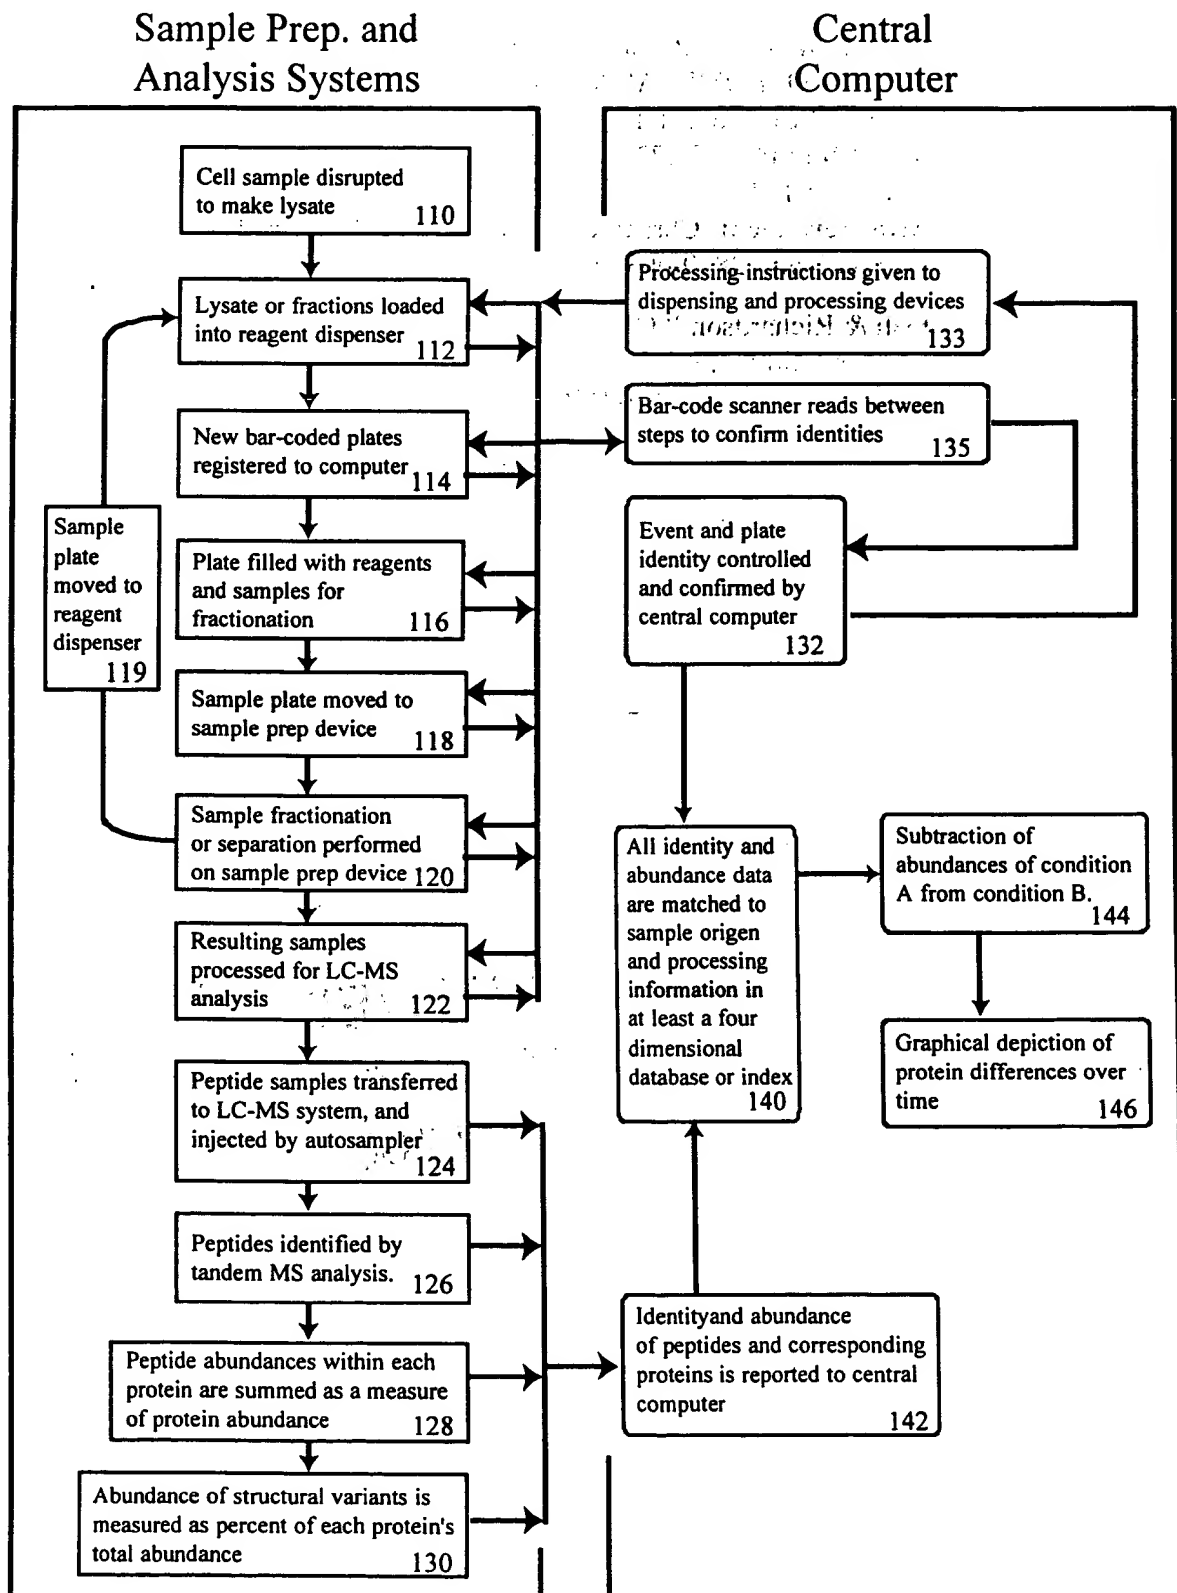 Sample Prep. and
Analysis Systems
Central
Computer
Cell sample disrupted
to make lysate
110
Lysate or fractions loaded
into reagent dispenser
112
New bar-coded plates
registered to computer
114
Plate filled with reagents
and samples for
fractionation
116
Sample plate moved to
sample prep device
118
Sample
plate
moved to
reagent
dispenser
119
Sample fractionation
or separation performed
on sample prep device
120
Resulting samples
processed for LC-MS
analysis
122
Peptide samples transferred
to LC-MS system, and
injected by autosampler
124
Peptides identified by
tandem MS analysis.
126
Peptide abundances within each
protein are summed as a measure
of protein abundance
128
Abundance of structural variants is
measured as percent of each protein's
total abundance
130
Processing-instructions given to
dispensing and processing devices
133
Bar-code scanner reads between
steps to confirm identities
135
Event and plate
identity controlled
and confirmed by
central computer
132
All identity and
abundance data
are matched to
sample origen
and processing
information in
at least a four
dimensional
database or index
140
Subtraction of
abundances of condition
A from condition B.
144
Graphical depiction of
protein differences over
time
146
Identityand abundance
of peptides and corresponding
proteins is reported to central
computer
142